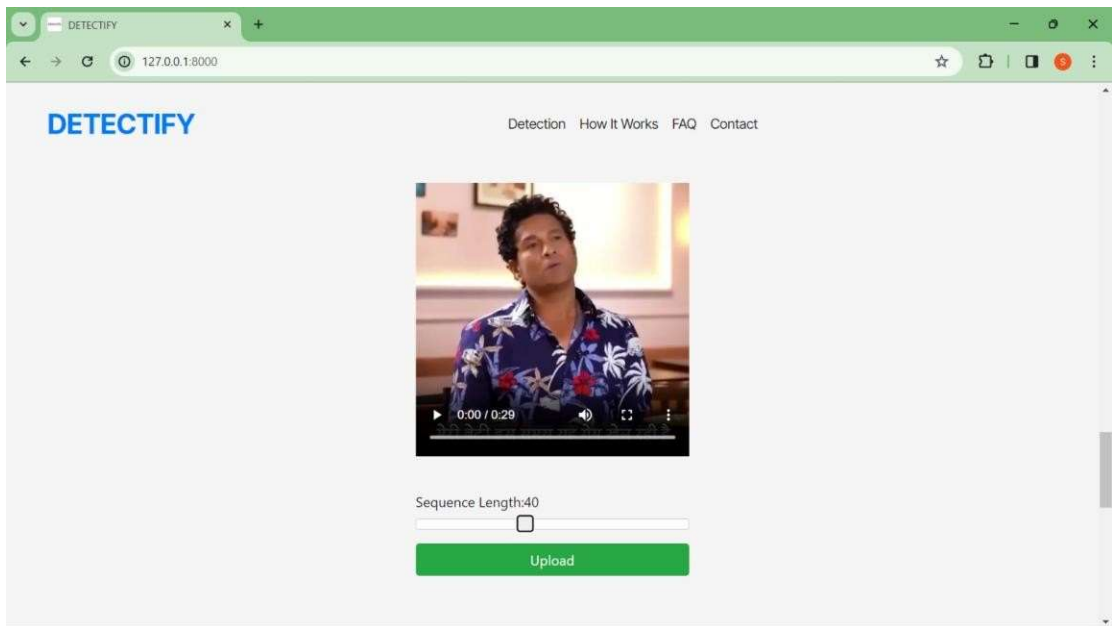 DETECTIFY
127.0.0.1:8000
S
DETECTIFY
Detection How It Works FAQ Contact
0:00 / 0:29
Sequence Length:40
Upload